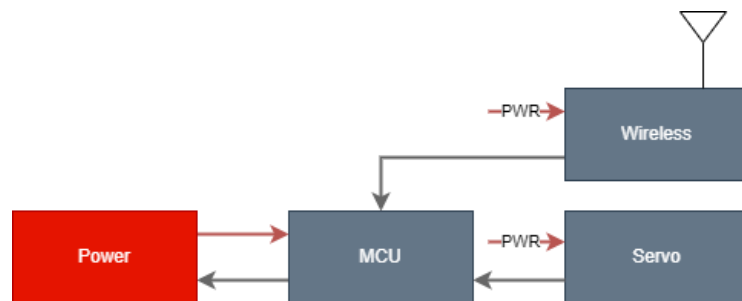 PWR
Wireless
Power
MCU
PWR
Servo